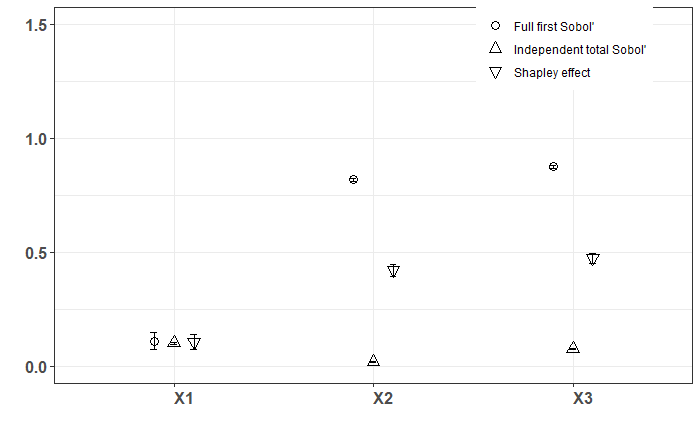 1.5
1.0
0.5
0.0
X1
X2
X3
Full first Sobol'
Independent total Sobol'
Shapley effect